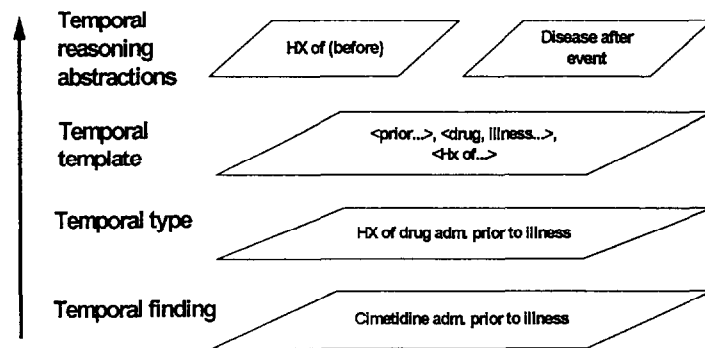 Temporal
reasoning
abstractions
HX of (before)
Disease after
event
Temporal
template
<prior...>, <drug, illness...>,
<Hx of...>
Temporal type
HX of drug adm. prior to illness
Temporal finding
Cimetidine adm. prior to illness